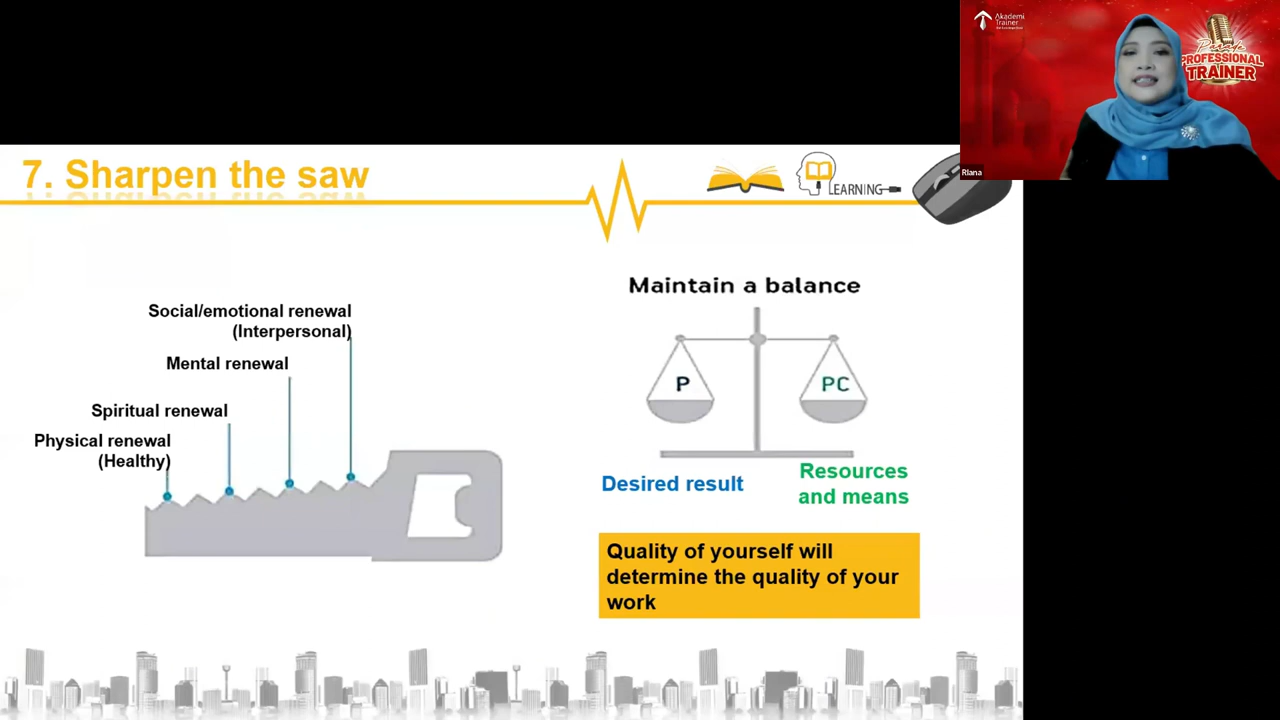 7. Sharpen the saw
LEARNING
Social/emotional renewal
(Interpersonal)
Mental renewal
Spiritual renewal
Physical renewal
(Healthy)
Maintain a balance
P
PC
Desired result
Resources
and means
Quality of yourself will
determine the quality of your
work
Akademi
Trainer
PROFESSIONAL
TRAINER
Riana